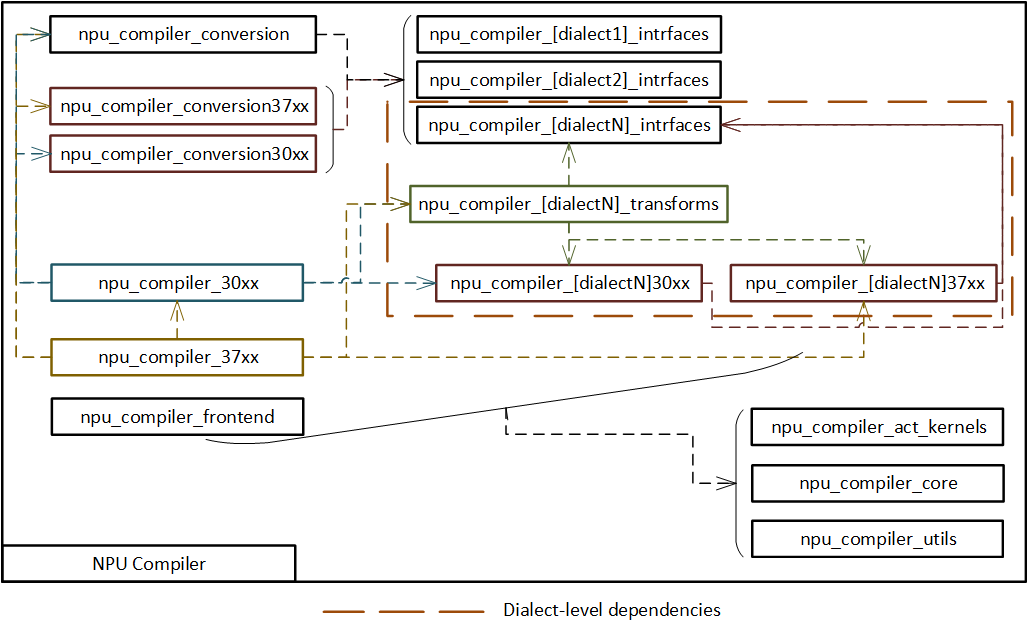 npu_compiler_conversion
npu_compiler_[dialect1]_intrfaces
npu_compiler_[dialect2]_intrfaces
npu_compiler_conversion37xx
npu_compiler_[dialectN]_intrfaces
npu_compiler_conversion30xx
npu_compiler_[dialectN]_transforms
npu_compiler_30xx
npu_compiler_[dialectN]30xx
npu_compiler_[dialectN]37xx
npu_compiler_37xx
npu_compiler_frontend
npu_compiler_act_kernels
npu_compiler_core
npu_compiler_utils
NPU Compiler
Dialect-level dependencies